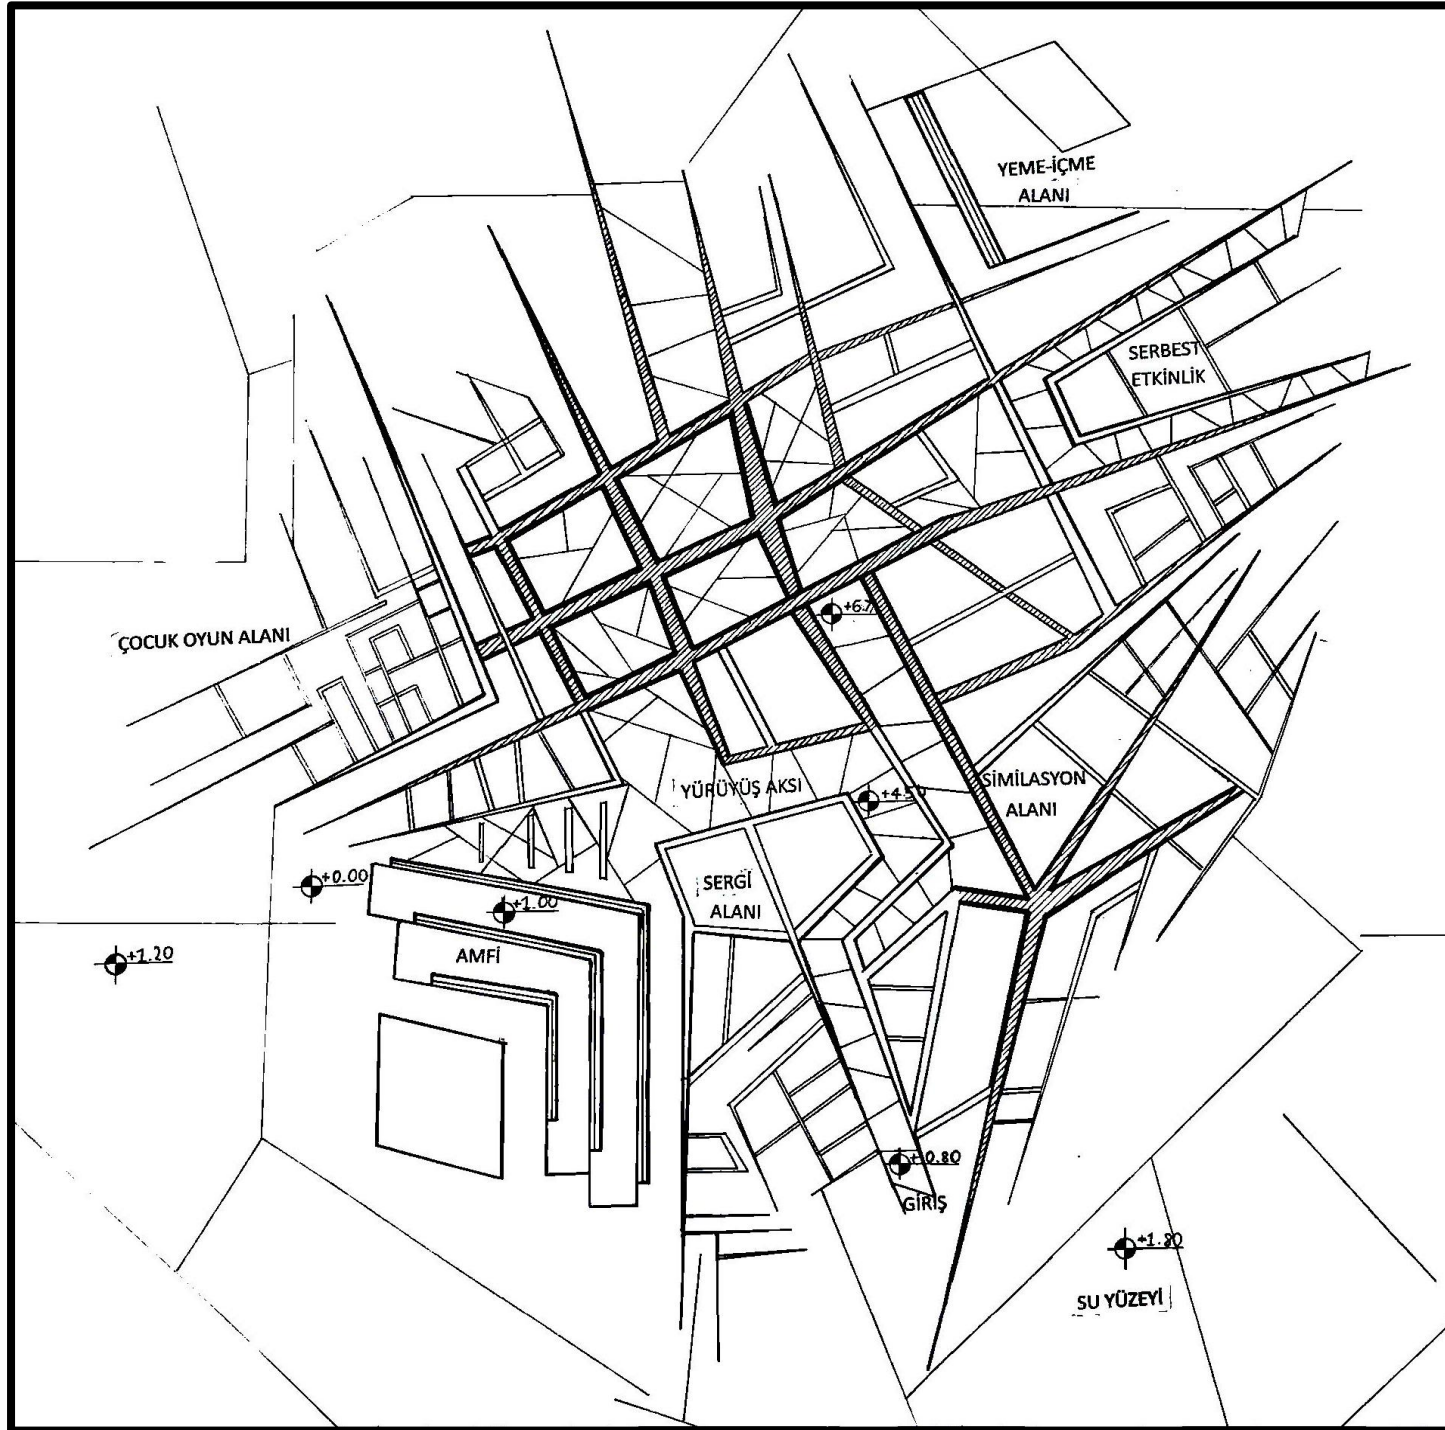 YEME-İÇME
ALANI
SERBEST
ETKİNLİK
ÇOCUK OYUN ALANI
YÜRÜYÜŞ AKSI
SİMİLASYON
ALANI
SERGİ
ALANI
+0.00
+1.00
AMFİ
+1.20
+0.80
GİRİŞ
+1.80
SU YÜZEYİ